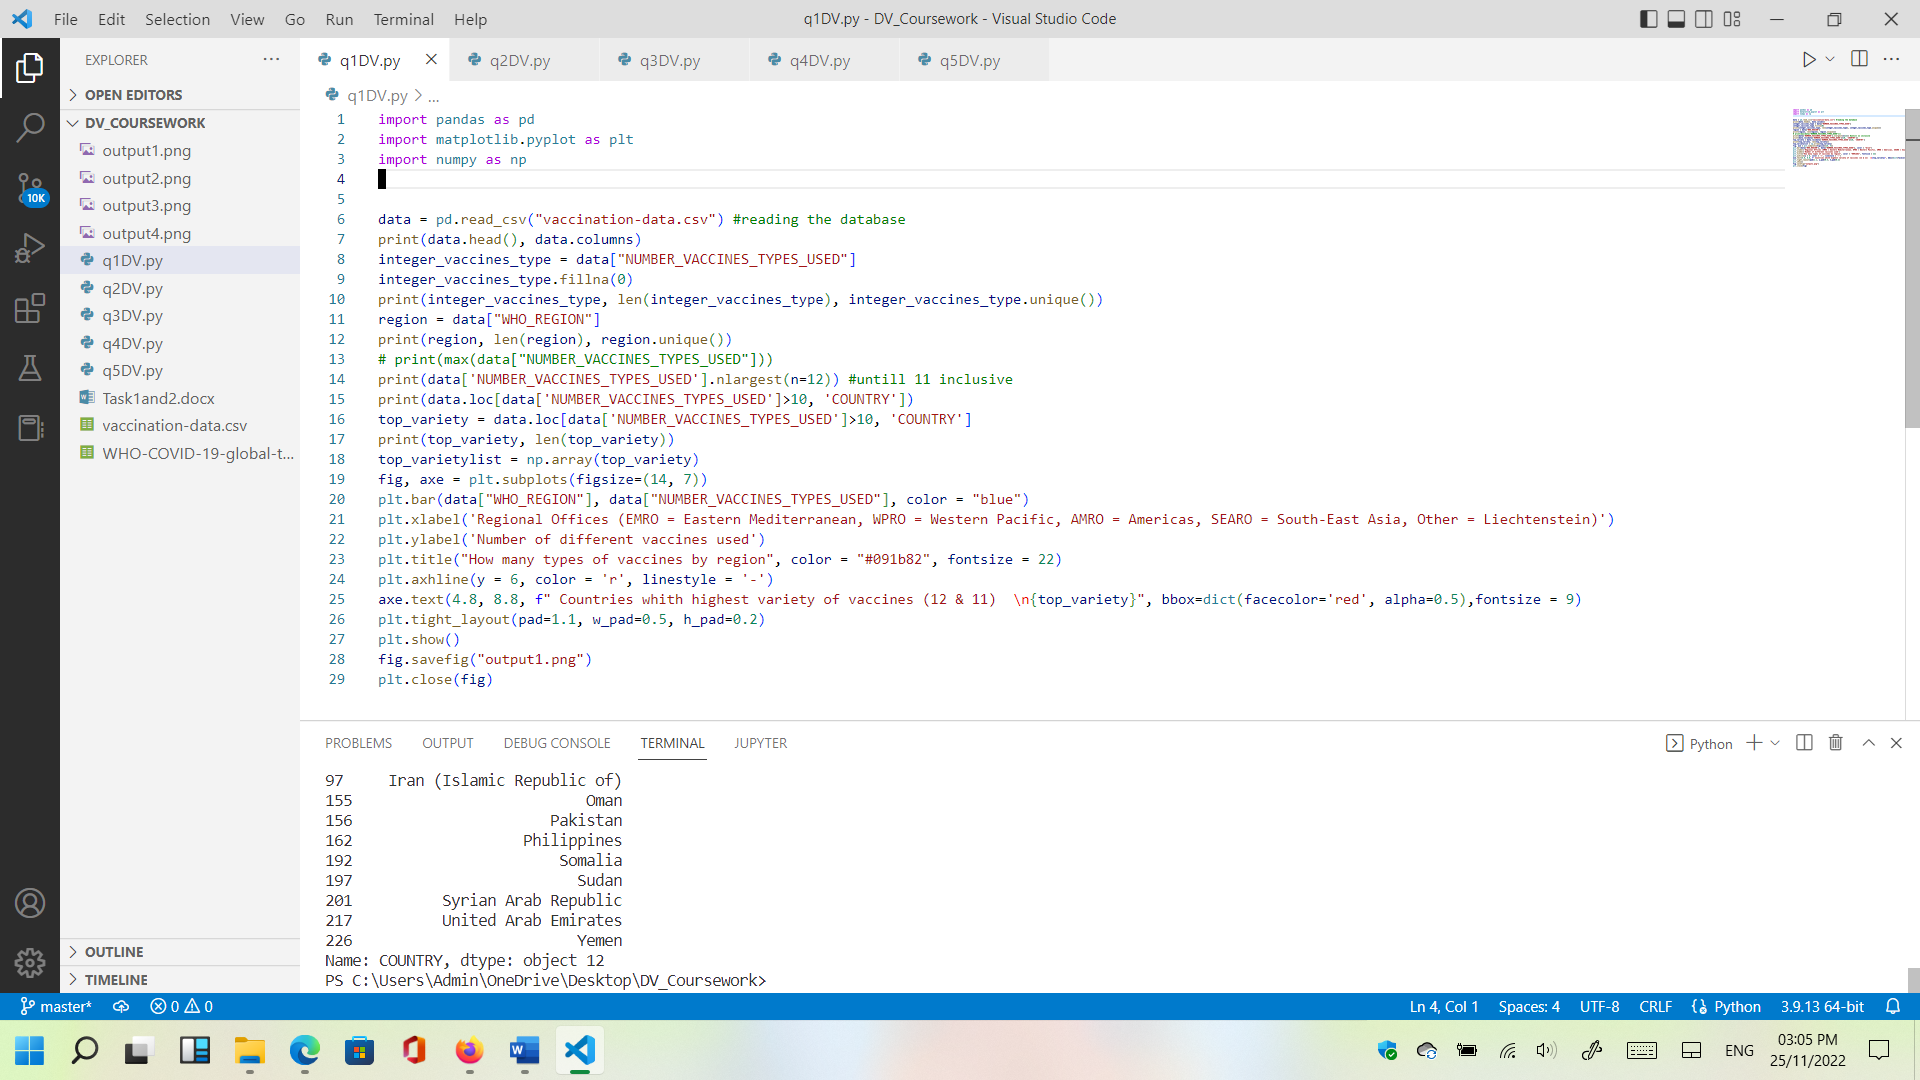 File Edit Selection View Go Run Terminal Help
q1DV.py - DV_Coursework - Visual Studio Code
EXPLORER
OPEN EDITORS
DV_COURSEWORK
output1.png
output2.png
output3.png
output4.png
q1DV.py
q2DV.py
q3DV.py
q4DV.py
q5DV.py
Task1and2.docx
vaccination-data.csv
WHO-COVID-19-global-t...
OUTLINE
TIMELINE
10K
q1DV.py q2DV.py q3DV.py q4DV.py q5DV.py
q1DV.py > ...
1 import pandas as pd
2 import matplotlib.pyplot as plt
3 import numpy as np
4
5
6 data = pd.read_csv("vaccination-data.csv") #reading the database
7 print(data.head(), data.columns)
8 integer_vaccines_type = data["NUMBER_VACCINES_TYPES_USED"]
9 integer_vaccines_type.fillna(0)
10 print(integer_vaccines_type, len(integer_vaccines_type), integer_vaccines_type.unique())
11 region = data["WHO_REGION"]
12 print(region, len(region), region.unique())
13 # print(max(data["NUMBER_VACCINES_TYPES_USED"]))
14 print(data['NUMBER_VACCINES_TYPES_USED'].nlargest(n=12)) #untill 11 inclusive
15 print(data.loc[data['NUMBER_VACCINES_TYPES_USED']>10, 'COUNTRY'])
16 top_variety = data.loc[data['NUMBER_VACCINES_TYPES_USED']>10, 'COUNTRY']
17 print(top_variety, len(top_variety))
18 top_varietylist = np.array(top_variety)
19 fig, axe = plt.subplots(figsize=(14, 7))
20 plt.bar(data["WHO_REGION"], data["NUMBER_VACCINES_TYPES_USED"], color = "blue")
21 plt.xlabel('Regional Offices (EMRO = Eastern Mediterranean, WPRO = Western Pacific, AMRO = Americas, SEARO = South-East Asia, Other = Liechtenstein)')
22 plt.ylabel('Number of different vaccines used')
23 plt.title("How many types of vaccines by region", color = "#091b82", fontsize = 22)
24 plt.axhline(y = 6, color = 'r', linestyle = '-')
25 axe.text(4.8, 8.8, f" Countries whith highest variety of vaccines (12 & 11)  \n{top_variety}", bbox=dict(facecolor='red', alpha=0.5),fontsize = 9)
26 plt.tight_layout(pad=1.1, w_pad=0.5, h_pad=0.2)
27 plt.show()
28 fig.savefig("output1.png")
29 plt.close(fig)
PROBLEMS OUTPUT DEBUG CONSOLE TERMINAL JUPYTER
Python
97 Iran (Islamic Republic of)
155 Oman
156 Pakistan
162 Philippines
192 Somalia
197 Sudan
201 Syrian Arab Republic
217 United Arab Emirates
226 Yemen
Name: COUNTRY, dtype: object 12
PS C:\Users\Admin\OneDrive\Desktop\DV_Coursework>
master* 0 0 Ln 4, Col 1 Spaces: 4 UTF-8 CRLF Python 3.9.13 64-bit
ENG
03:05 PM
25/11/2022